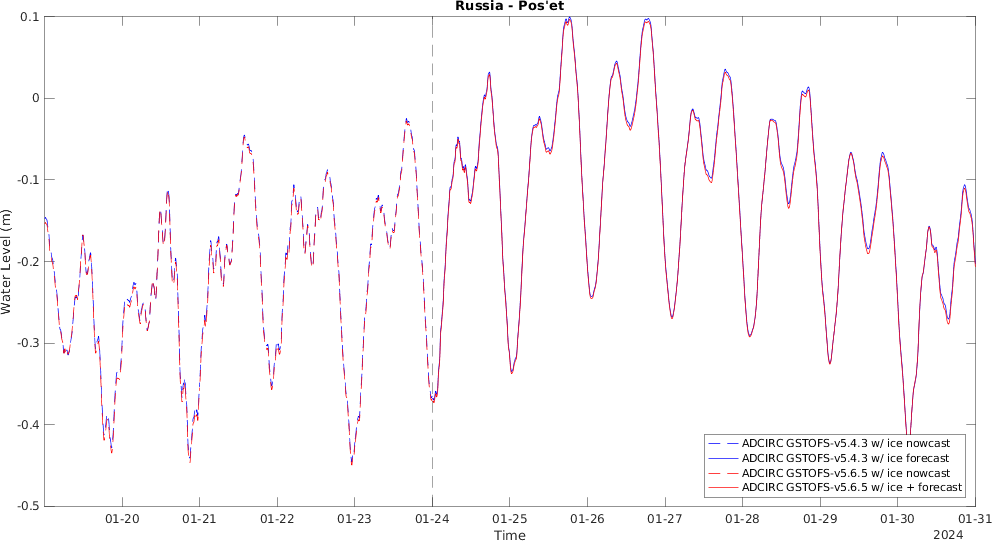 Russia - Pos'et
Water Level (m)
0.1
0
-0.1
-0.2
-0.3
-0.4
-0.5
ADCIRC GSTOFS-v5.4.3 w/ ice nowcast
ADCIRC GSTOFS-v5.4.3 w/ ice forecast
ADCIRC GSTOFS-v5.6.5 w/ ice nowcast
ADCIRC GSTOFS-v5.6.5 w/ ice + forecast
01-20 01-21 01-22 01-23 01-24 01-25 01-26 01-27 01-28 01-29 01-30 01-31
Time
2024